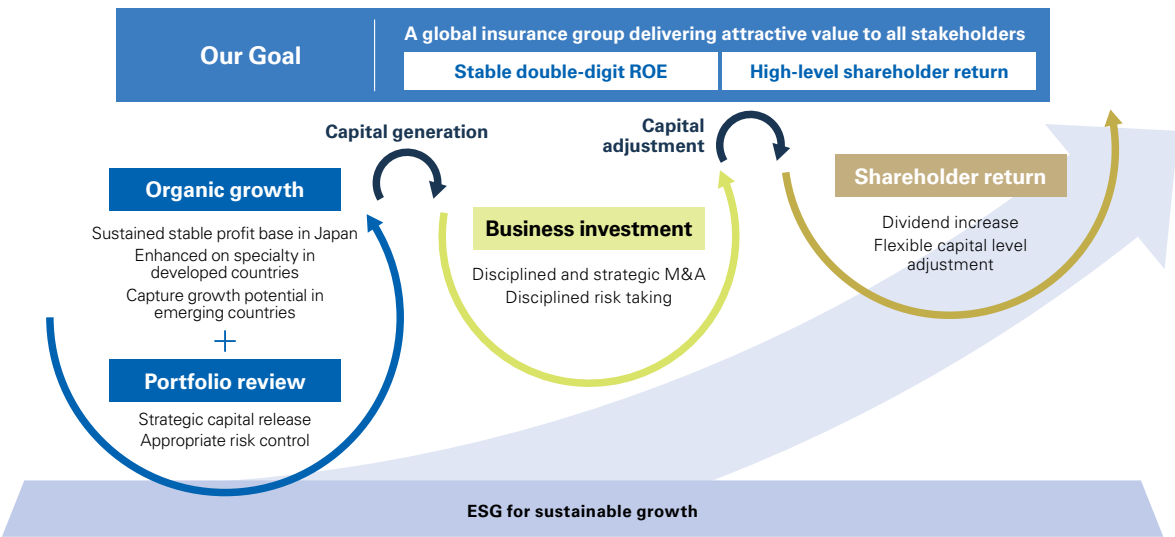 Our Goal
A global insurance group delivering attractive value to all stakeholders
Stable double-digit ROE
High-level shareholder return
Capital generation
Capital
adjustment
Organic growth
Sustained stable profit base in Japan
Enhanced on specialty in
developed countries
Capture growth potential in
emerging countries
+
Portfolio review
Strategic capital release
Appropriate risk control
Business investment
Disciplined and strategic M&A
Disciplined risk taking
Shareholder return
Dividend increase
Flexible capital level
adjustment
ESG for sustainable growth